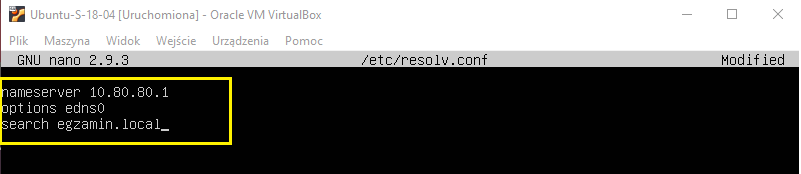 Ubuntu-S-18-04 [Uruchomiona] - Oracle VM VirtualBox
Plik Maszyna Widok Wejście Urządzenia Pomoc
GNU nano 2.9.3 /etc/resolv.conf Modified
nameserver 10.80.80.1
options edns0
search egzamin.local_